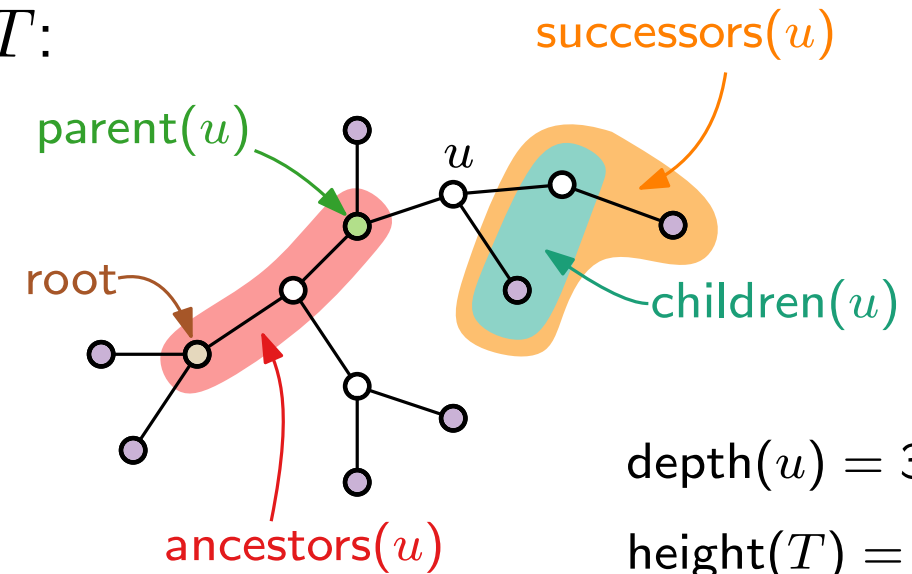 T:
successors(u)
parent(u)
u
root
children(u)
depth(u) = 3
ancestors(u)
height(T) =